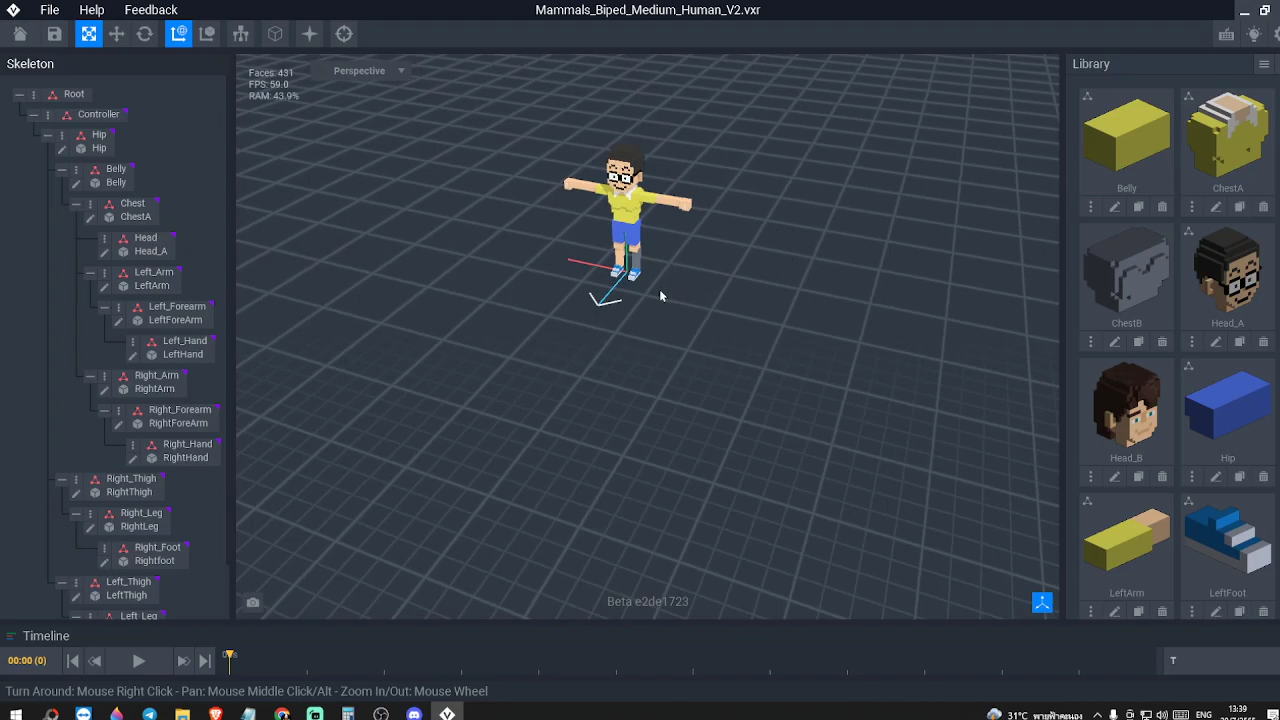 File Help Feedback Mammals_Biped_Medium_Human_V2.vxr
Skeleton
Root
Controller
Hip
Hip
Belly
Belly
Chest
ChestA
Head
Head_A
Left_Arm
LeftArm
Left_Forearm
LeftForeArm
Left_Hand
LeftHand
Right_Arm
RightArm
Right_Forearm
RightForeArm
Right_Hand
RightHand
Right_Thigh
RightThigh
Right_Leg
RightLeg
Right_Foot
Rightfoot
Left_Thigh
LeftThigh
Left_Leg
Faces: 431
FPS: 59.0
RAM: 43.9%
Perspective
Beta e2de1723
Library
Belly
ChestA
ChestB
Head_A
Head_B
Hip
LeftArm
LeftFoot
Timeline
00:00 (0)
T
Turn Around: Mouse Right Click - Pan: Mouse Middle Click/Alt - Zoom In/Out: Mouse Wheel
31°C
ENG
13:39